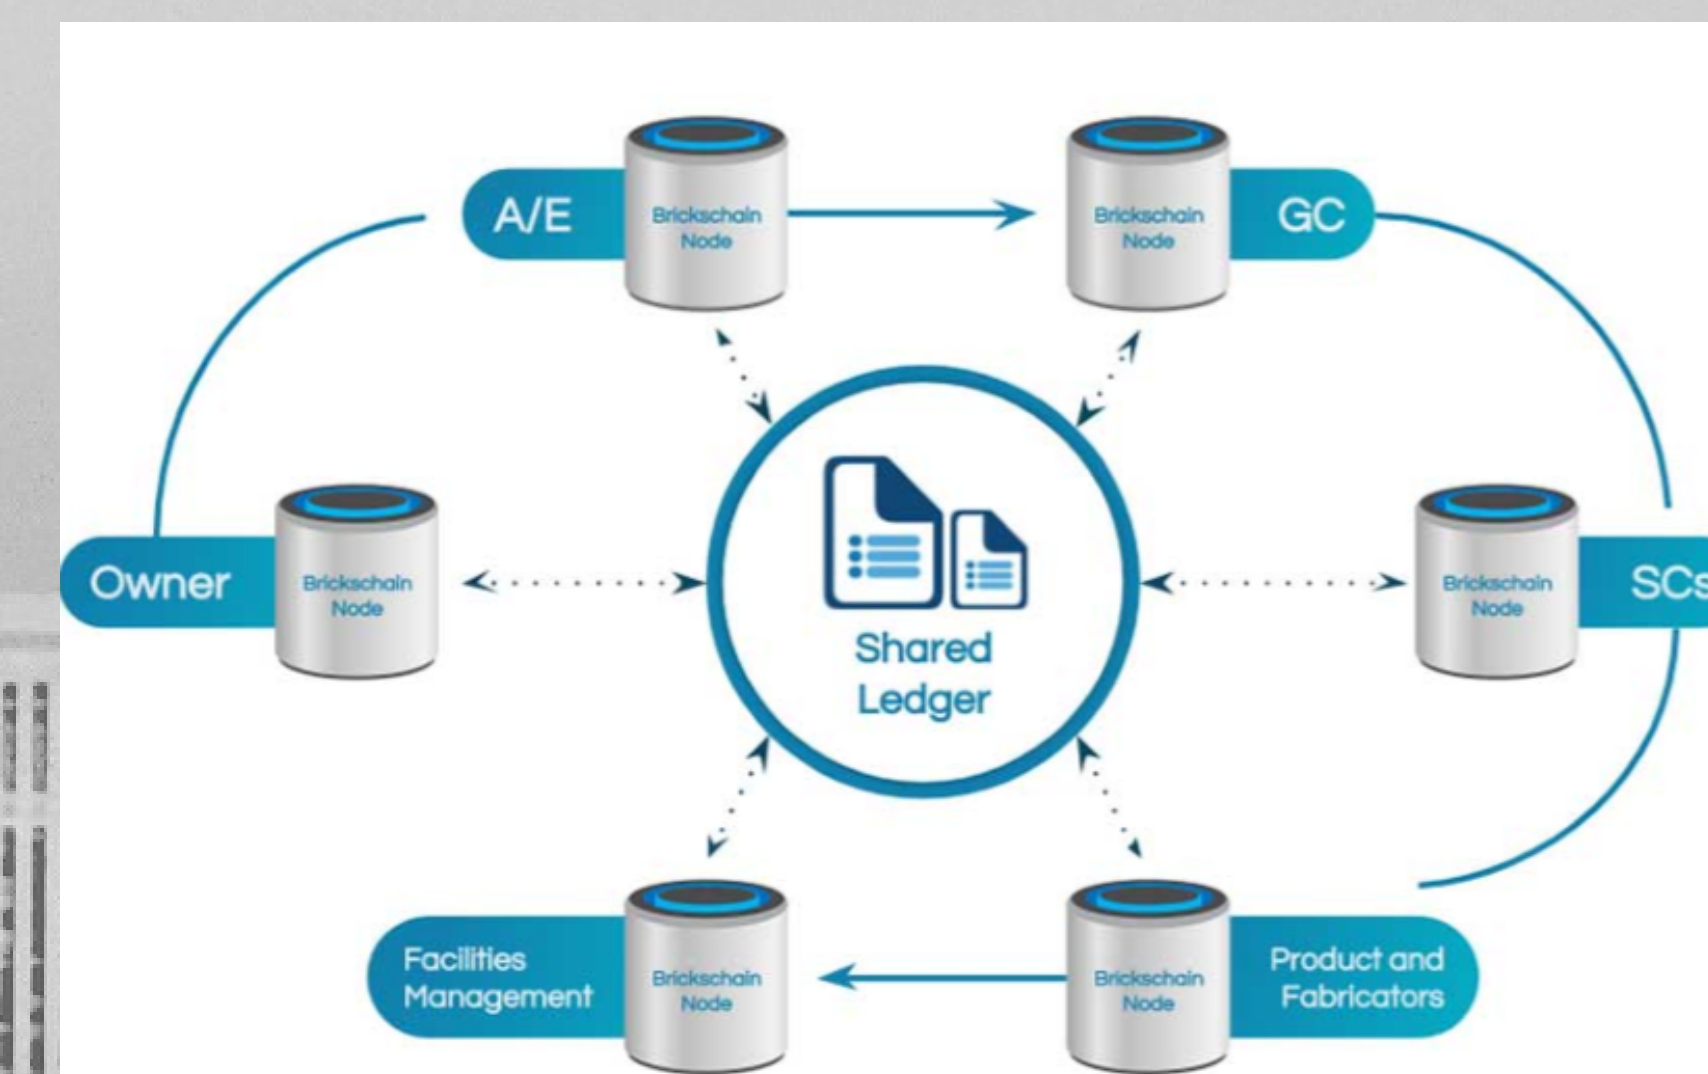 A/E
Brickschain
Node
Brickschain
Node
GC
Owner
Brickschain
Node
Shared
Ledger
Brickschain
Node
SCs
Facilities
Management
Brickschain
Node
Brickschain
Node
Product and
Fabricators